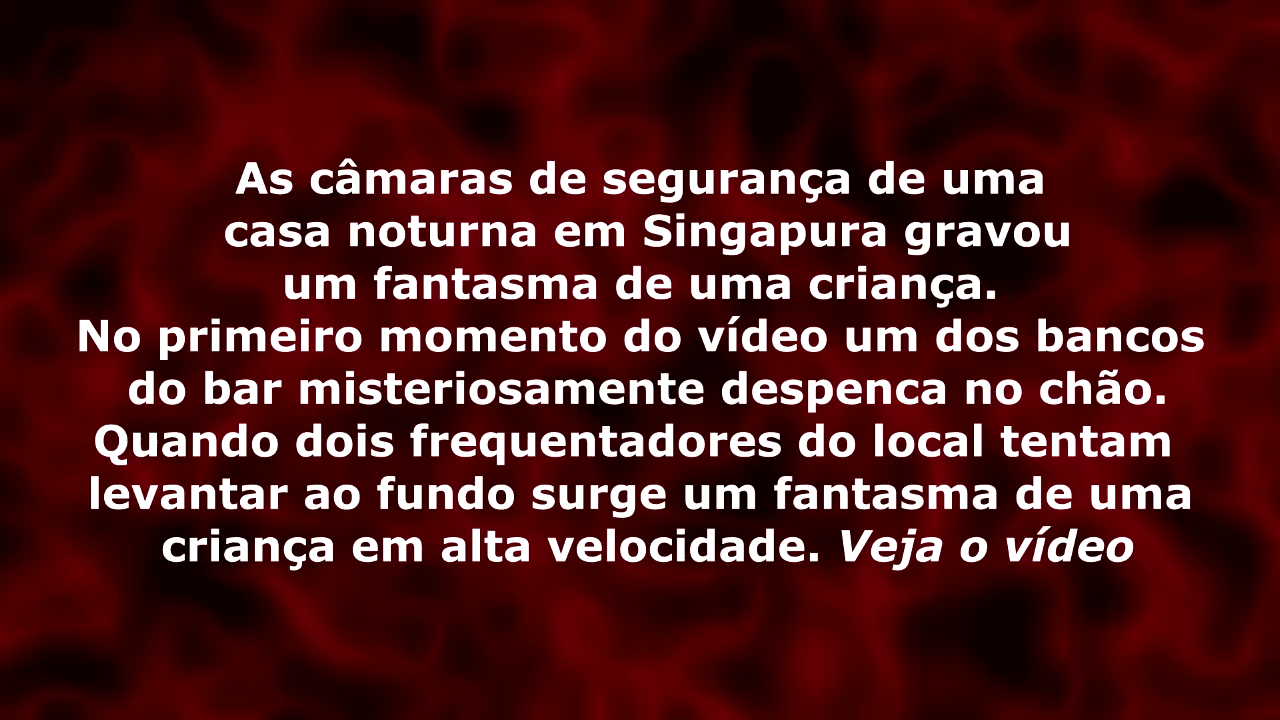 As câmaras de segurança de uma
casa noturna em Singapura gravou
um fantasma de uma criança.
No primeiro momento do vídeo um dos bancos
do bar misteriosamente despenca no chão.
Quando dois frequentadores do local tentam
levantar ao fundo surge um fantasma de uma
criança em alta velocidade. Veja o vídeo